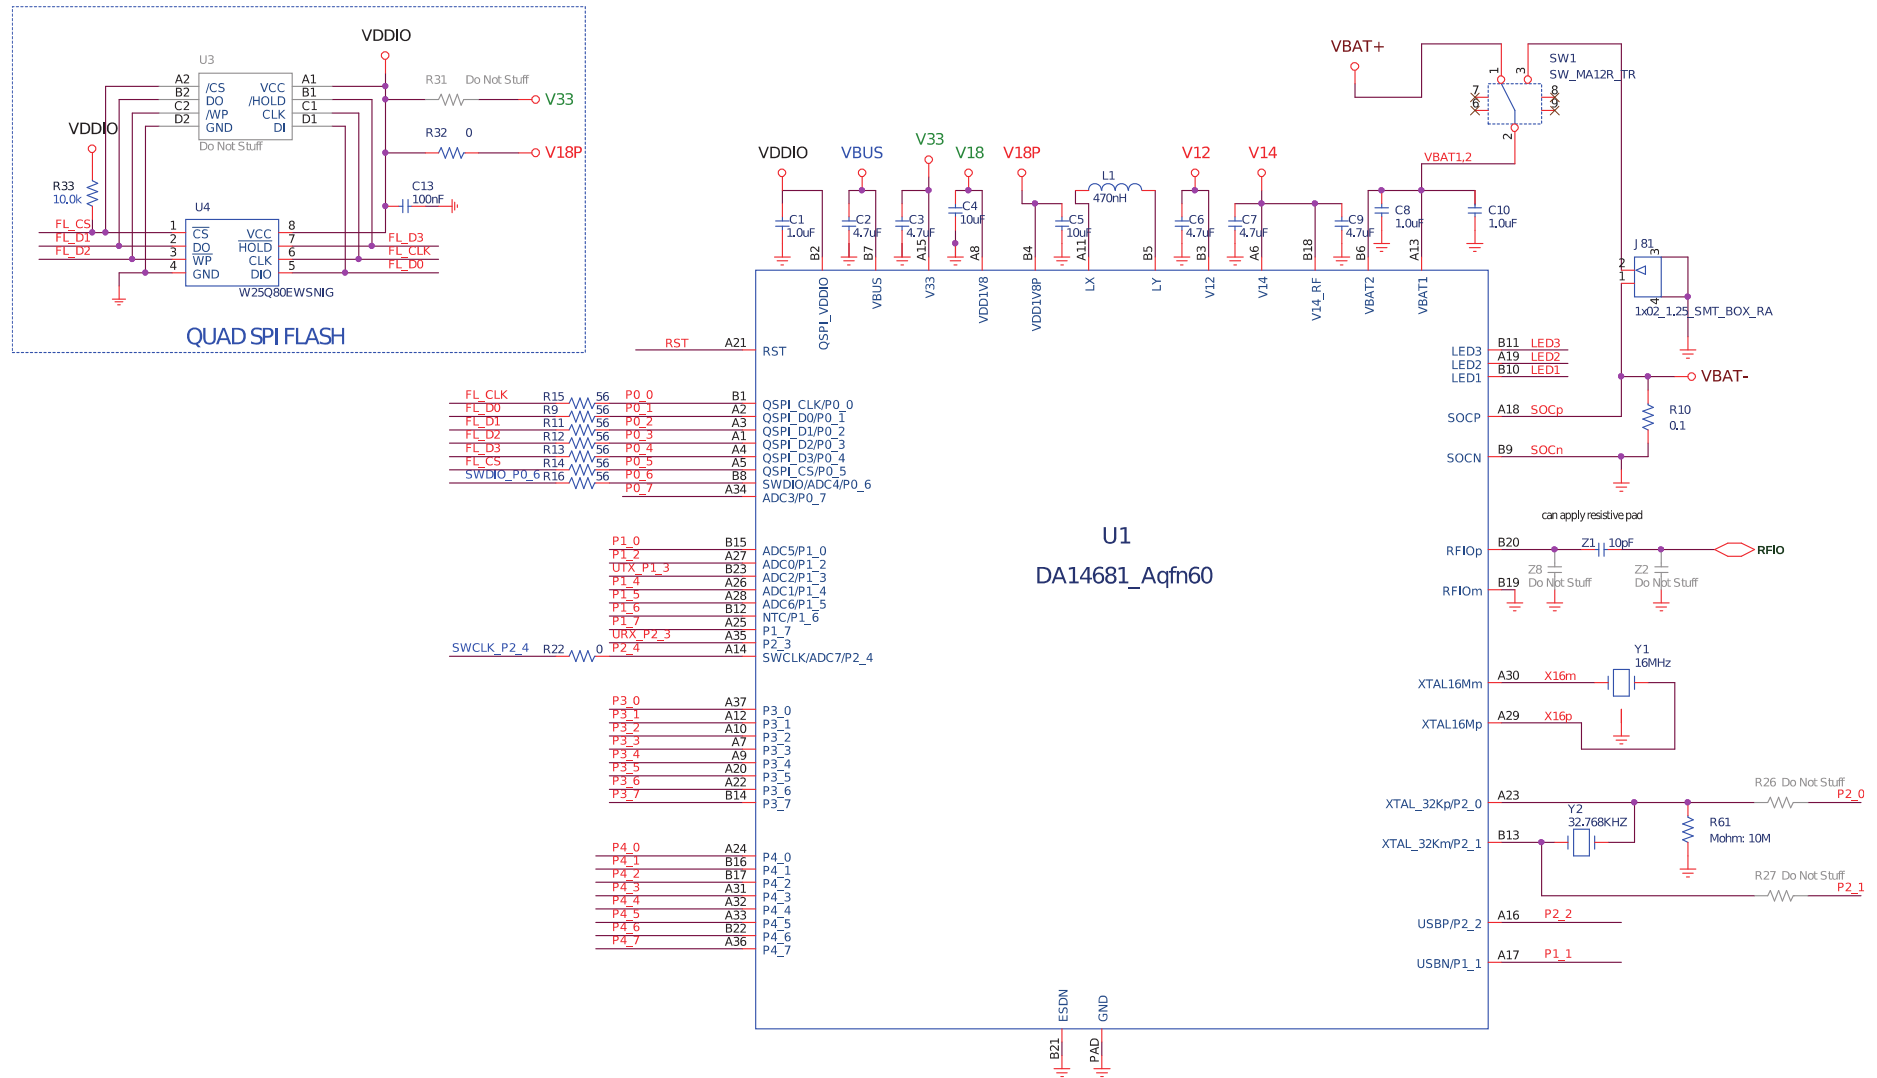 VDDIO
U3
A2 /CS VCC A1
B2 DO /HOLD B1
C2 /WP CLK C1
D2 GND DI D1
Do Not Stuff
R31 Do Not Stuff
V33
R32 0
V18P
VDDIO
R33
10.0k
C13
100nF
U4
FL_CS 1 CS VCC 8
FL_D1 2 DO HOLD 7 FL_D3
FL_D2 3 WP CLK 6 FL_CLK
4 GND DIO 5 FL_D0
W25Q80EWSNIG
QUAD SPI FLASH
VBAT+
SW1
SW_MA12R_TR
1
3
7
6
8
9
2
VBAT1,2
VDDIO
VBUS
V33
V18
V18P
L1
470nH
V12
V14
C1
1.0uF
C2
4.7uF
C3
4.7uF
C4
10uF
C5
10uF
C6
4.7uF
C7
4.7uF
C9
4.7uF
C8
1.0uF
C10
1.0uF
B2
B7
A15
A8
B4
A11
B5
B3
A6
B18
B6
A13
QSPI_VDDIO
VBUS
V33
VDD1V8
VDD1V8P
LX
LY
V12
V14
V14_RF
VBAT2
VBAT1
J81
3
2
1
4
1x02_1.25_SMT_BOX_RA
RST A21 RST
FL_CLK R15 56 P0_0 B1 QSPI_CLK/P0_0
FL_D0 R9 56 P0_1 A2 QSPI_D0/P0_1
FL_D1 R11 56 P0_2 A3 QSPI_D1/P0_2
FL_D2 R12 56 P0_3 A1 QSPI_D2/P0_3
FL_D3 R13 56 P0_4 A4 QSPI_D3/P0_4
FL_CS R14 56 P0_5 A5 QSPI_CS/P0_5
SWDIO_P0_6 R16 56 P0_6 B8 SWDIO/ADC4/P0_6
P0_7 A34 ADC3/P0_7
P1_0 B15 ADC5/P1_0
P1_2 A27 ADC0/P1_2
UTX_P1_3 B23 ADC2/P1_3
P1_4 A26 ADC1/P1_4
P1_5 A28 ADC6/P1_5
P1_6 B12 NTC/P1_6
P1_7 A25 P1_7
URX_P2_3 A35 P2_3
SWCLK_P2_4 R22 0 P2_4 A14 SWCLK/ADC7/P2_4
P3_0 A37 P3_0
P3_1 A12 P3_1
P3_2 A10 P3_2
P3_3 A7 P3_3
P3_4 A9 P3_4
P3_5 A20 P3_5
P3_6 A22 P3_6
P3_7 B14 P3_7
P4_0 A24 P4_0
P4_1 B16 P4_1
P4_2 B17 P4_2
P4_3 A31 P4_3
P4_4 A32 P4_4
P4_5 A33 P4_5
P4_6 B22 P4_6
P4_7 A36 P4_7
U1
DA14681_Aqfn60
LED3 B11 LED3
LED2 A19 LED2
LED1 B10 LED1
VBAT-
SOCP A18 SOCp
R10
0.1
SOCN B9 SOCn
can apply resistive pad
RFIOp B20
Z1 10pF
RFIO
Z8
Do Not Stuff
Z2
Do Not Stuff
RFIOm B19
Y1
16MHz
XTAL16Mm A30 X16m
XTAL16Mp A29 X16p
R26 Do Not Stuff
P2_0
XTAL_32Kp/P2_0 A23
Y2
32.768KHZ
R61
Mohm: 10M
XTAL_32Km/P2_1 B13
R27 Do Not Stuff
P2_1
USBP/P2_2 A16 P2_2
USBN/P1_1 A17 P1_1
ESDN
GND
B21
PAD